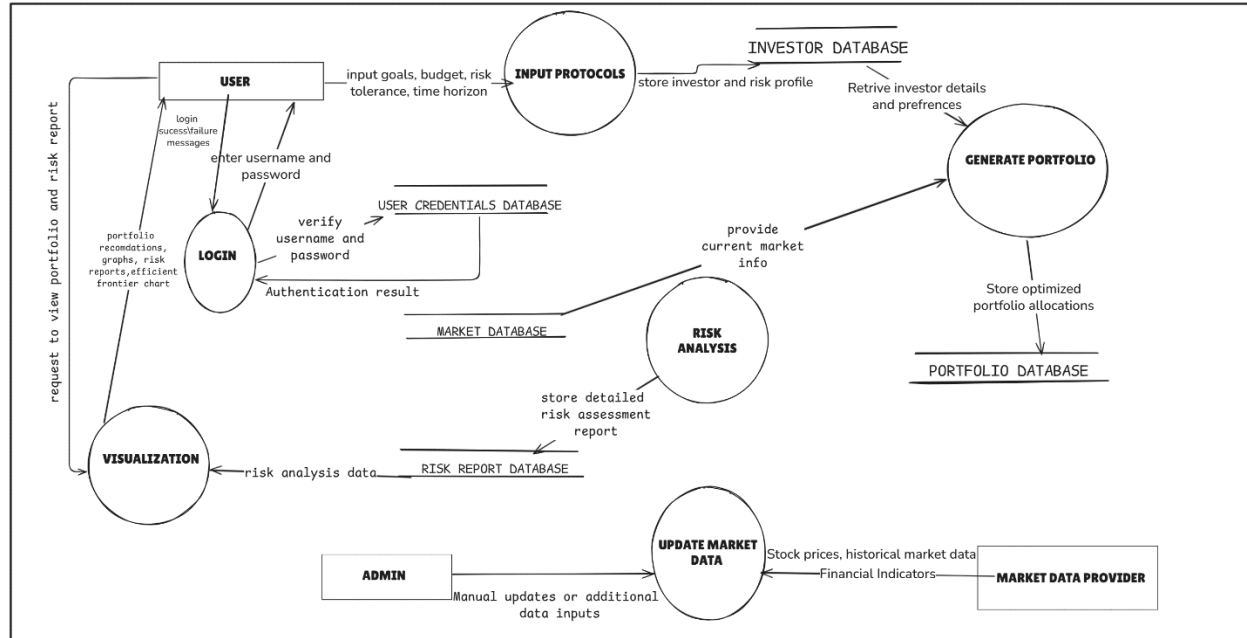 USER
input goals, budget, risk
tolerance, time horizon
INPUT PROTOCOLS
store investor and risk profile
INVESTOR DATABASE
Retrive investor details
and prefrences
GENERATE PORTFOLIO
login
sucess\failure
messages
enter username and
password
LOGIN
verify
username and
password
USER CREDENTIALS DATABASE
Authentication result
request to view portfolio and risk report
portfolio
recomdations,
graphs, risk
reports,efficient
frontier chart
provide
current market
info
MARKET DATABASE
RISK
ANALYSIS
Store optimized
portfolio allocations
PORTFOLIO DATABASE
store detailed
risk assessment
report
VISUALIZATION
risk analysis data
RISK REPORT DATABASE
ADMIN
Manual updates or additional
data inputs
UPDATE MARKET
DATA
Stock prices, historical market data
Financial Indicators
MARKET DATA PROVIDER